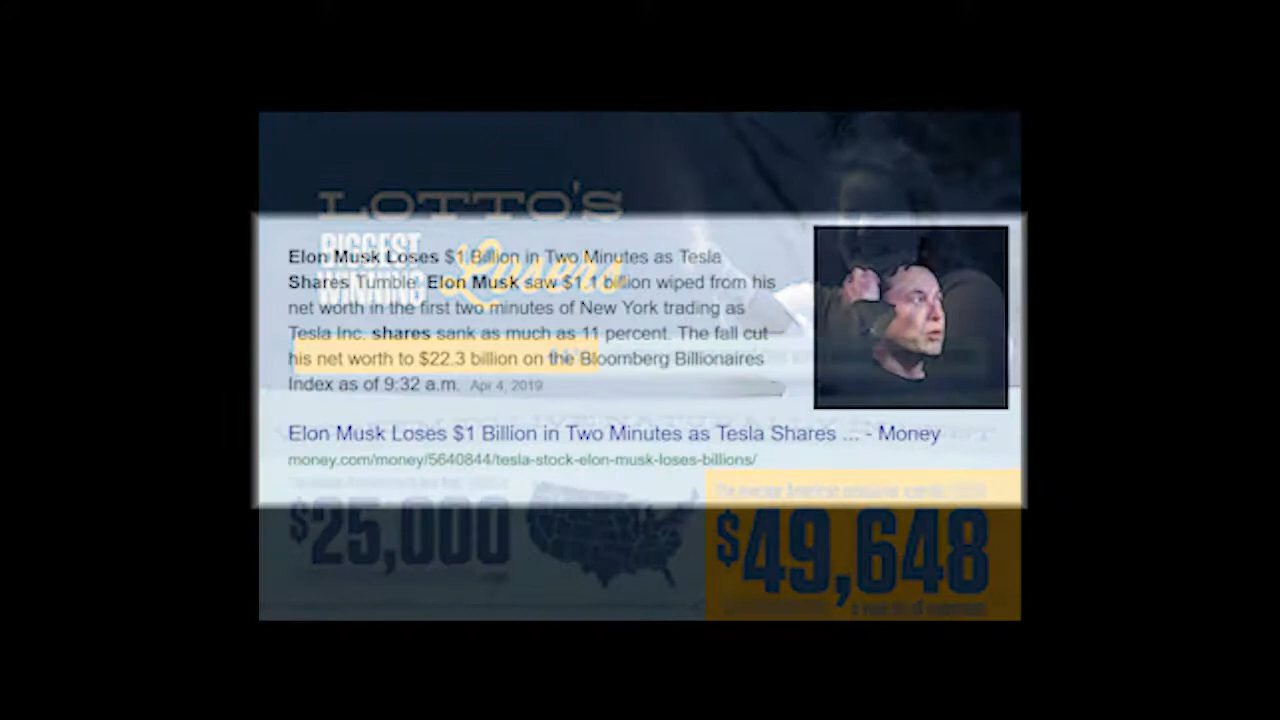 LOTTO'S
BIGGEST
WINNING
Losers
Elon Musk Loses $1 Billion in Two Minutes as Tesla
Shares Tumble. Elon Musk saw $1.1 billion wiped from his
net worth in the first two minutes of New York trading as
Tesla Inc. shares sank as much as 11 percent. The fall cut
his net worth to $22.3 billion on the Bloomberg Billionaires
Index as of 9:32 a.m. Apr 4, 2019
Elon Musk Loses $1 Billion in Two Minutes as Tesla Shares ... - Money
money.com/money/5640844/tesla-stock-elon-musk-loses-billions/
$25,000
$49,648